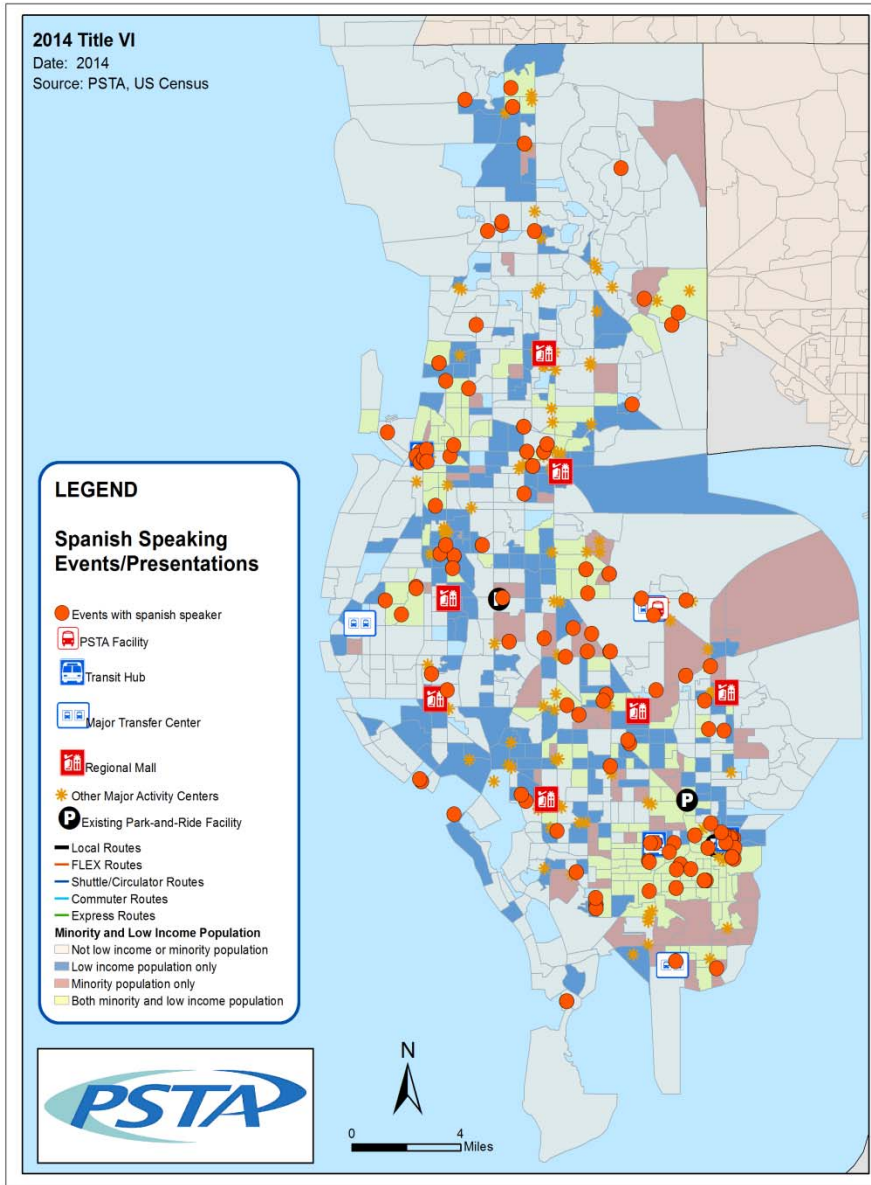 2014 Title VI
Date: 2014
Source: PSTA, US Census
LEGEND
Spanish Speaking
Events/Presentations
Events with spanish speaker
PSTA Facility
Transit Hub
Major Transfer Center
Regional Mall
Other Major Activity Centers
P Existing Park-and-Ride Facility
Local Routes
FLEX Routes
Shuttle/Circulator Routes
Commuter Routes
Express Routes
Minority and Low Income Population
Not low income or minority population
Low income population only
Minority population only
Both minority and low income population
P
PSTA
N
0 4
Miles